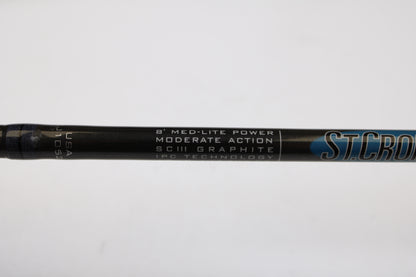 USA
8' MED-LITE POWER
MODERATE ACTION
SCIII GRAPHITE
IPC TECHNOLOGY
ST.CRO